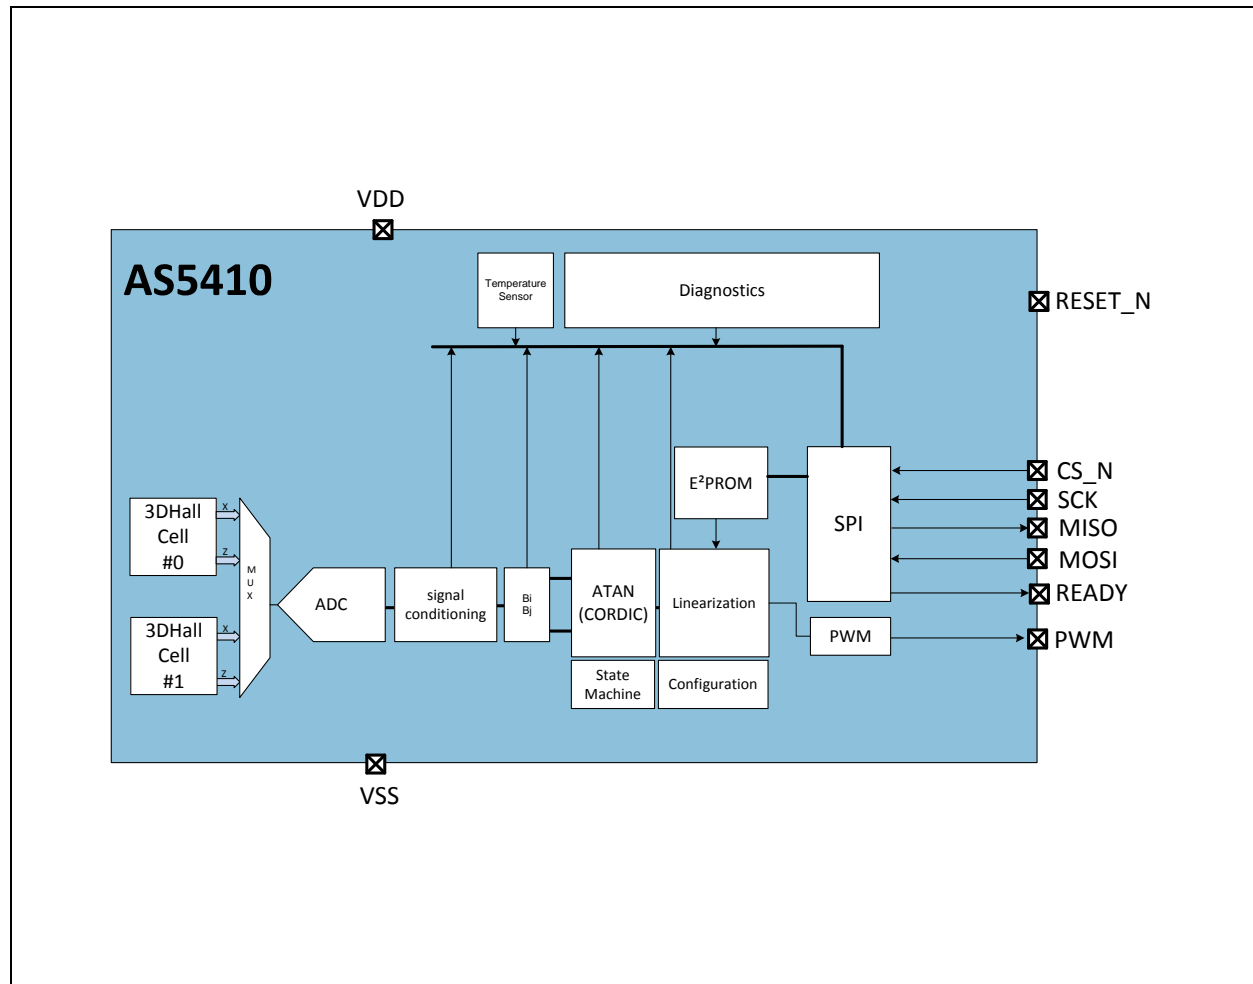 VDD
AS5410
Temperature
Sensor
Diagnostics
RESET_N
E²PROM
SPI
CS_N
SCK
MISO
MOSI
READY
3DHall
Cell
#0
X
Z
M
U
X
ADC
signal
conditioning
Bi
Bj
ATAN
(CORDIC)
Linearization
PWM
PWM
3DHall
Cell
#1
X
Z
State
Machine
Configuration
VSS